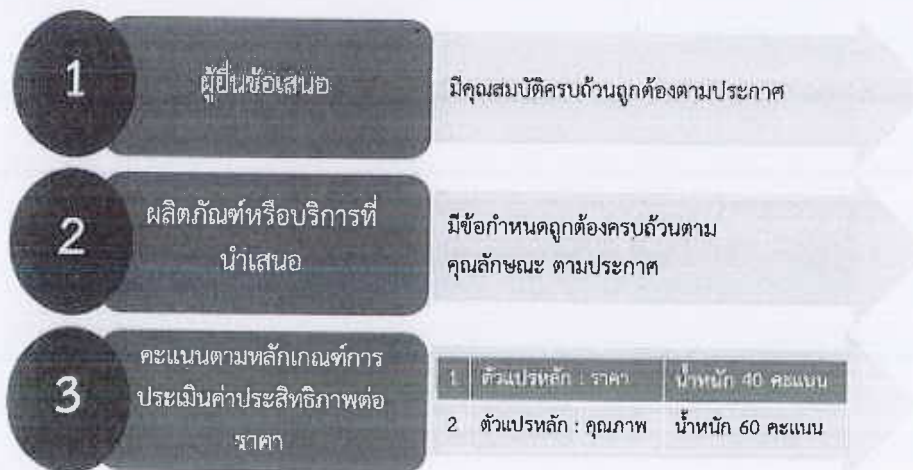 1
ผู้ยื่นข้อเสนอ
มีคุณสมบัติครบถ้วนถูกต้องตามประกาศ
2
ผลิตภัณฑ์หรือบริการที่
นำเสนอ
มีข้อกำหนดถูกต้องครบถ้วนตาม
คุณลักษณะ ตามประกาศ
3
คะแนนตามหลักเกณฑ์การ
ประเมินค่าประสิทธิภาพต่อ
ราคา
1 ตัวแปรหลัก : ราคา น้ำหนัก 40 คะแนน
2 ตัวแปรหลัก : คุณภาพ น้ำหนัก 60 คะแนน